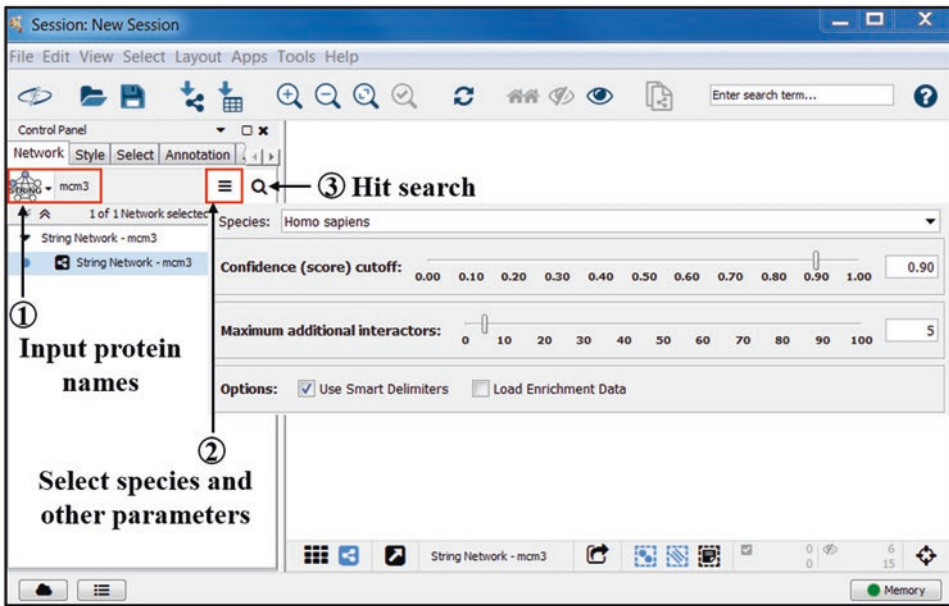 Session: New Session
File Edit View Select Layout Apps Tools Help
Enter search term...
?
Control Panel
Network Style Select Annotation
STRING mcm3
③ Hit search
1 of 1 Network selected
String Network - mcm3
String Network - mcm3
Species: Homo sapiens
Confidence (score) cutoff: 0.00 0.10 0.20 0.30 0.40 0.50 0.60 0.70 0.80 0.90 1.00 0.90
Maximum additional interactors: 0 10 20 30 40 50 60 70 80 90 100 5
Options: Use Smart Delimiters Load Enrichment Data
①
Input protein
names
②
Select species and
other parameters
String Network - mcm3 0 6
0 15
Memory